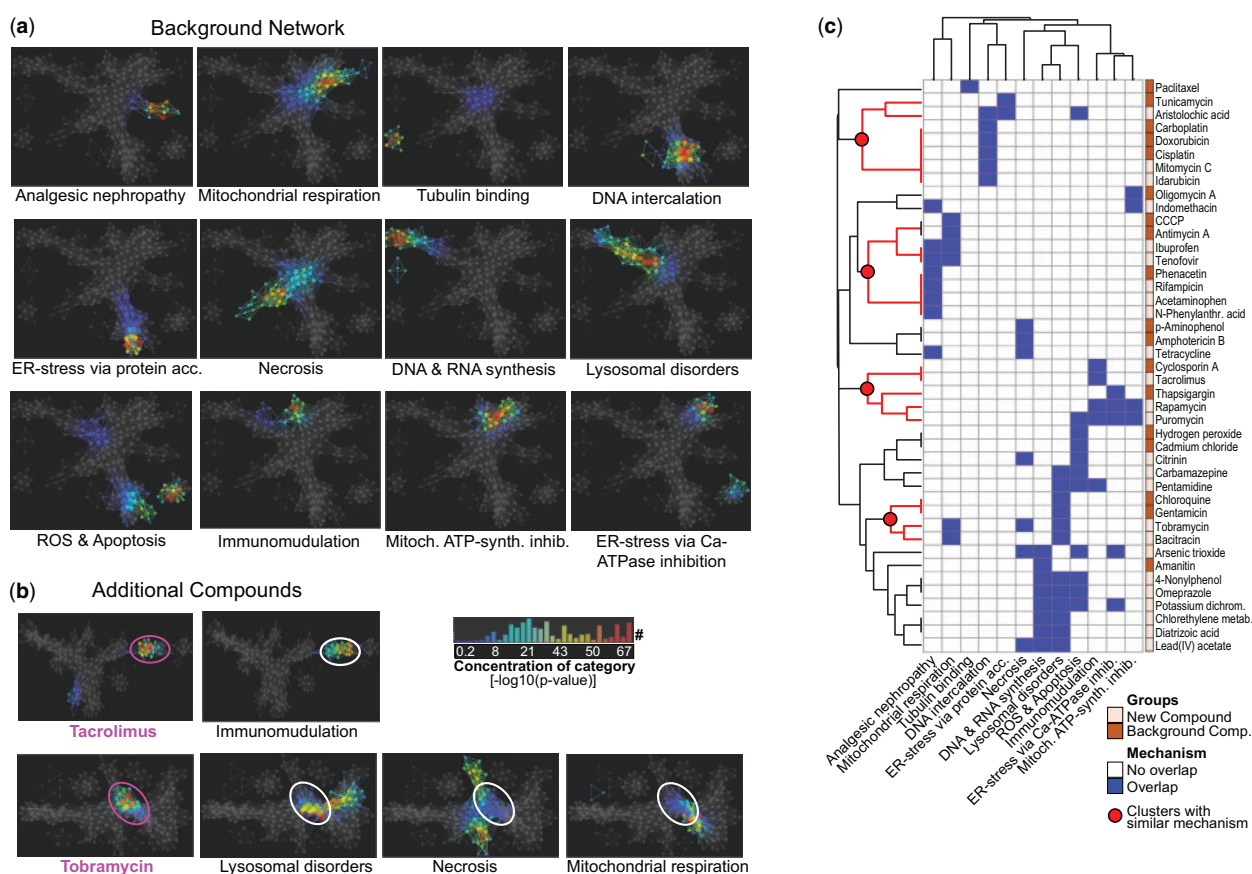 (a)
Background Network
Analgesic nephropathy
Mitochondrial respiration
Tubulin binding
DNA intercalation
ER-stress via protein acc.
Necrosis
DNA & RNA synthesis
Lysosomal disorders
ROS & Apoptosis
Immunomudulation
Mitoch. ATP-synth. inhib.
ER-stress via Ca-
ATPase inhibition
(b)
Additional Compounds
Tacrolimus
Immunomudulation
#
0.2 8 21 43 50 67
Concentration of category
[-log10(p-value)]
Tobramycin
Lysosomal disorders
Necrosis
Mitochondrial respiration
(c)
Paclitaxel
Tunicamycin
Aristolochic acid
Carboplatin
Doxorubicin
Cisplatin
Mitomycin C
Idarubicin
Oligomycin A
Indomethacin
CCCP
Antimycin A
Ibuprofen
Tenofovir
Phenacetin
Rifampicin
Acetaminophen
N-Phenylanthr. acid
p-Aminophenol
Amphotericin B
Tetracycline
Cyclosporin A
Tacrolimus
Thapsigargin
Rapamycin
Puromycin
Hydrogen peroxide
Cadmium chloride
Citrinin
Carbamazepine
Pentamidine
Chloroquine
Gentamicin
Tobramycin
Bacitracin
Arsenic trioxide
Amanitin
4-Nonylphenol
Omeprazole
Potassium dichrom.
Chlorethylene metab.
Diatrizoic acid
Lead(IV) acetate
Analgesic nephropathy
Mitochondrial respiration
Tubulin binding
DNA intercalation
ER-stress via protein acc.
Necrosis
DNA & RNA synthesis
Lysosomal disorders
ROS & Apoptosis
Immunomudulation
ER-stress via Ca-ATPase inhib.
Mitoch. ATP-synth. inhib.
Groups
New Compound
Background Comp.
Mechanism
No overlap
Overlap
Clusters with
similar mechanism